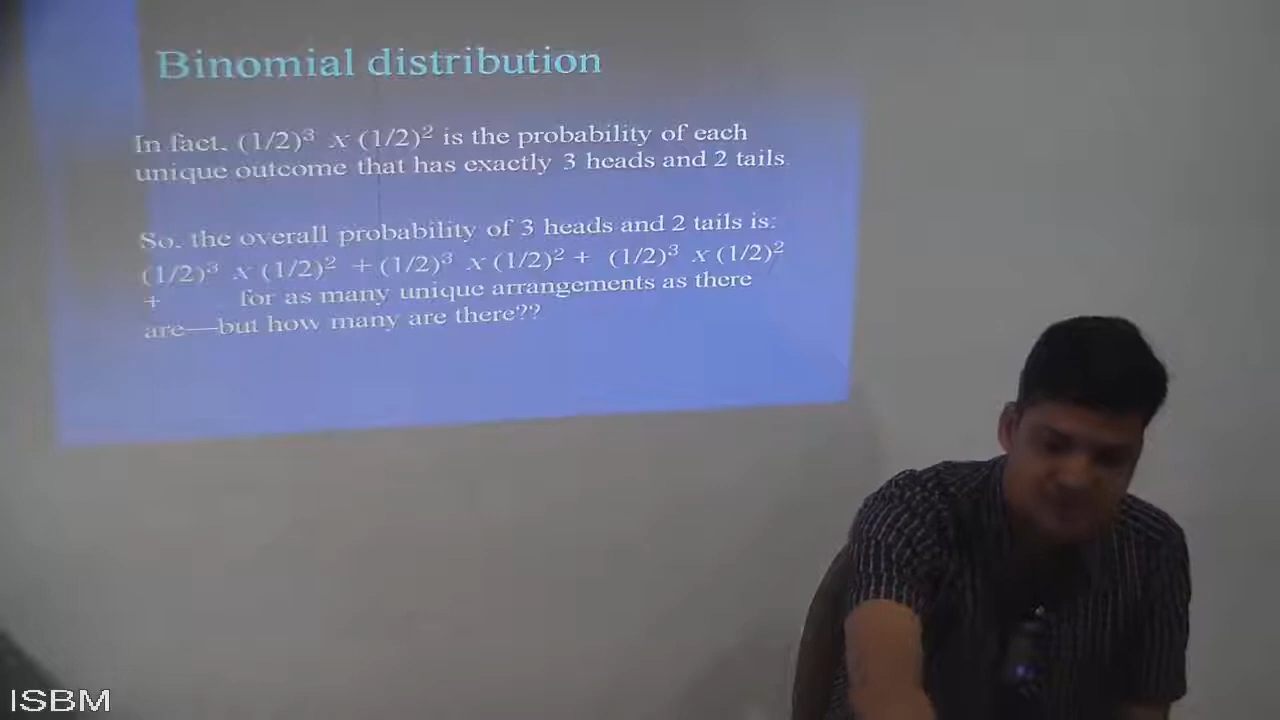 Binomial distribution
In fact, (1/2)³ x (1/2)² is the probability of each
unique outcome that has exactly 3 heads and 2 tails
So, the overall probability of 3 heads and 2 tails is:
(1/2)³ x (1/2)² + (1/2)³ x (1/2)² + (1/2)³ x (1/2)²
+ for as many unique arrangements as there
are—but how many are there??
ISBM